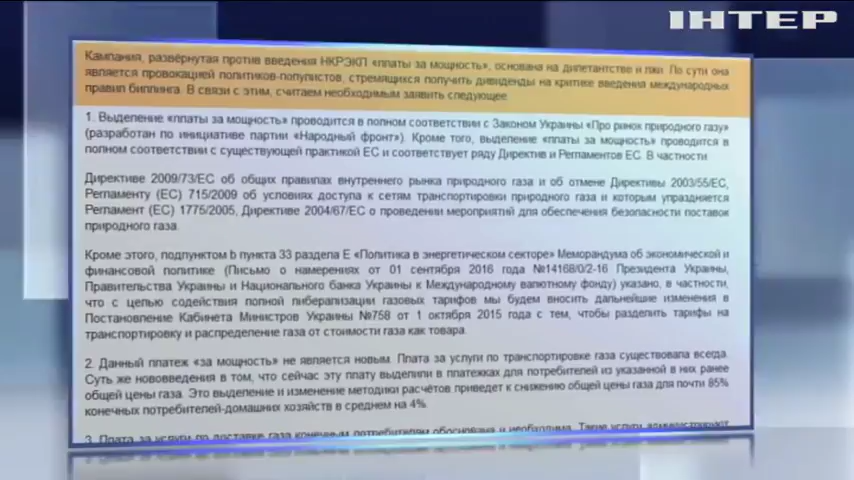 ІНТЕР
Кампания, развёрнутая против введения НКРЭКП «платы за мощность», основана на дилетантстве и лжи. По сути она
является провокацией политиков-популистов, стремящихся получить дивиденды на критике введения международных
правил биллинга. В связи с этим, считаем необходимым заявить следующее
1. Выделение «платы за мощность» проводится в полном соответствии с Законом Украины «Про ринок природного газу»
(разработан по инициативе партии «Народный фронт»). Кроме того, выделение «платы за мощность» проводится в
полном соответствии с существующей практикой ЕС и соответствует ряду Директив и Регламентов ЕС. В частности
Директиве 2009/73/ЕС об общих правилах внутреннего рынка природного газа и об отмене Директивы 2003/55/ЕС,
Регламенту (ЕС) 715/2009 об условиях доступа к сетям транспортировки природного газа и которым упраздняется
Регламент (ЕС) 1775/2005, Директиве 2004/67/ЕС о проведении мероприятий для обеспечения безопасности поставок
природного газа.
Кроме этого, подпунктом b пункта 33 раздела Е «Политика в энергетическом секторе» Меморандума об экономической и
финансовой политике (Письмо о намерениях от 01 сентября 2016 года №14168/0/2-16 Президента Украины,
Правительства Украины и Национального банка Украины к Международному валютному фонду) указано, в частности,
что с целью содействия полной либерализации газовых тарифов мы будем вносить дальнейшие изменения в
Постановление Кабинета Министров Украины №758 от 1 октября 2015 года с тем, чтобы разделить тарифы на
транспортировку и распределение газа от стоимости газа как товара.
2. Данный платеж «за мощность» не является новым. Плата за услуги по транспортировке газа существовала всегда.
Суть же нововведения в том, что сейчас эту плату выделили в платежках для потребителей из указанной в них ранее
общей цены газа. Это выделение и изменение методики расчётов приведет к снижению общей цены газа для почти 85%
конечных потребителей-домашних хозяйств в среднем на 4%.
3. Плата за услуги по доставке газа конечным потребителям обоснована и необходима. Такие услуги администрируют